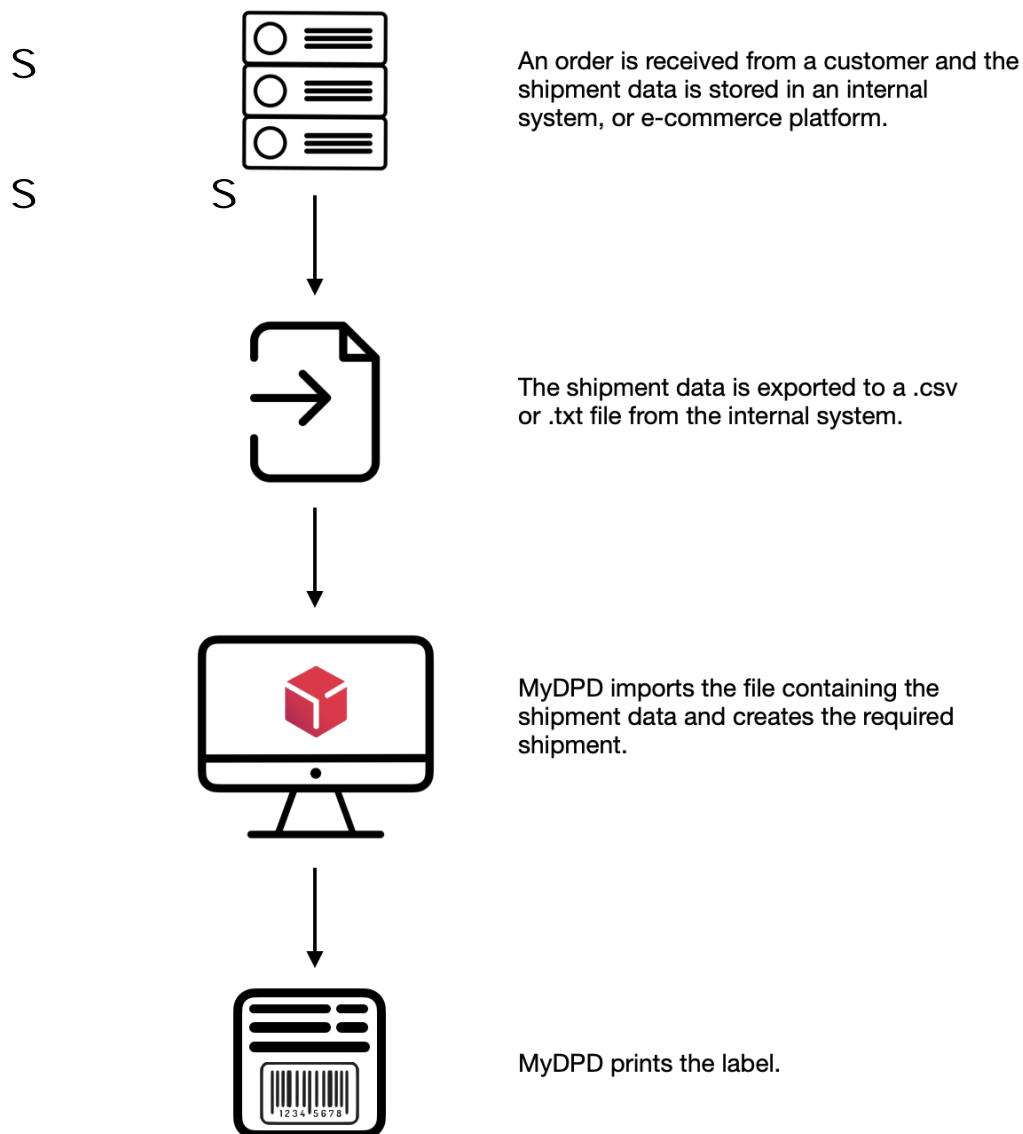 S
An order is received from a customer and the
shipment data is stored in an internal
system, or e-commerce platform.
S
S
The shipment data is exported to a .csv
or .txt file from the internal system.
MyDPD imports the file containing the
shipment data and creates the required
shipment.
MyDPD prints the label.
12345678